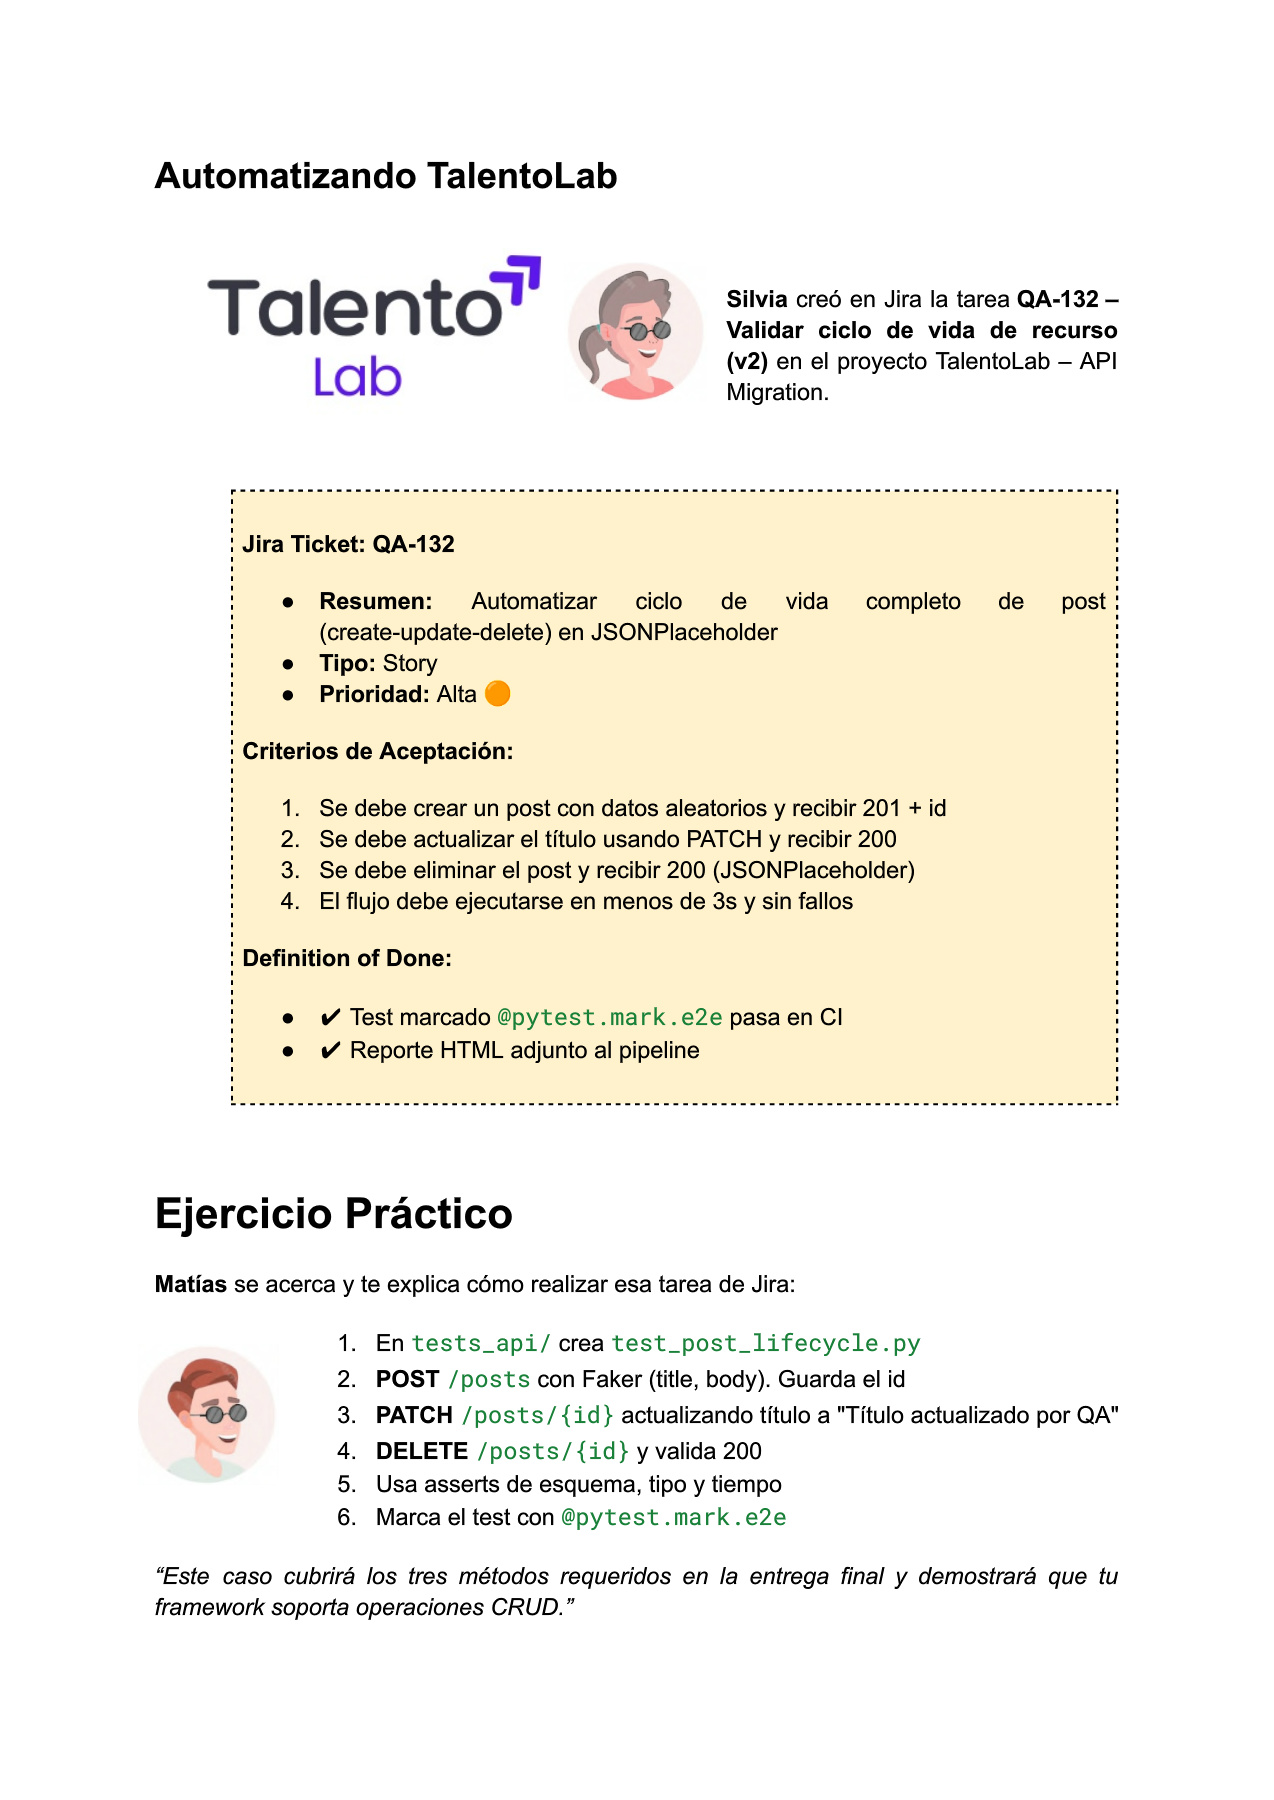 Automatizando TalentoLab
Talento
Lab
Silvia creó en Jira la tarea QA-132 –
Validar ciclo de vida de recurso
(v2) en el proyecto TalentoLab – API
Migration.
Jira Ticket: QA-132
● Resumen: Automatizar ciclo de vida completo de post
(create-update-delete) en JSONPlaceholder
● Tipo: Story
● Prioridad: Alta 🟠
Criterios de Aceptación:
1. Se debe crear un post con datos aleatorios y recibir 201 + id
2. Se debe actualizar el título usando PATCH y recibir 200
3. Se debe eliminar el post y recibir 200 (JSONPlaceholder)
4. El flujo debe ejecutarse en menos de 3s y sin fallos
Definition of Done:
● ✔ Test marcado @pytest.mark.e2e pasa en CI
● ✔ Reporte HTML adjunto al pipeline
Ejercicio Práctico
Matías se acerca y te explica cómo realizar esa tarea de Jira:
1. En tests_api/ crea test_post_lifecycle.py
2. POST /posts con Faker (title, body). Guarda el id
3. PATCH /posts/{id} actualizando título a "Título actualizado por QA"
4. DELETE /posts/{id} y valida 200
5. Usa asserts de esquema, tipo y tiempo
6. Marca el test con @pytest.mark.e2e
“Este caso cubrirá los tres métodos requeridos en la entrega final y demostrará que tu
framework soporta operaciones CRUD.”